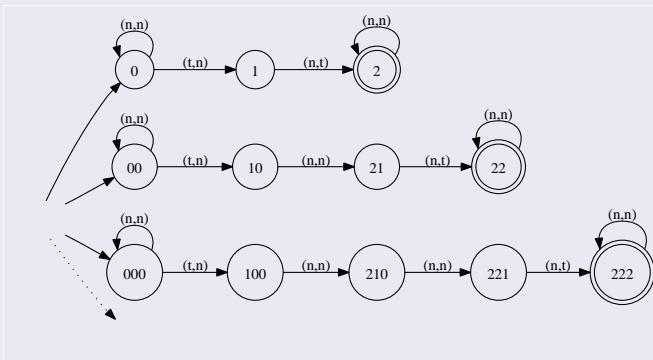 (n,n) (n,n)
0 (t,n) 1 (n,t) 2
(n,n) (n,n)
00 (t,n) 10 (n,n) 21 (n,t) 22
(n,n) (n,n)
000 (t,n) 100 (n,n) 210 (n,n) 221 (n,t) 222